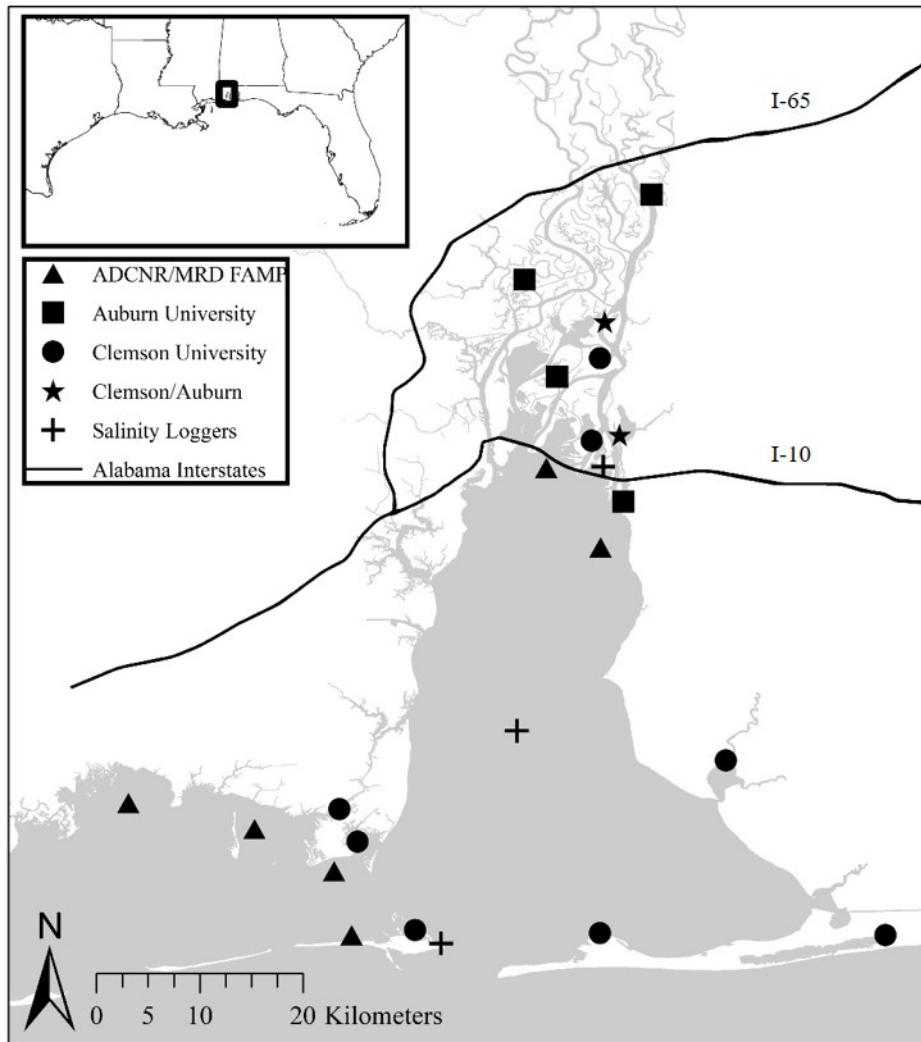 I-65
ADCNR/MRD FAMP
Auburn University
Clemson University
Clemson/Auburn
Salinity Loggers
Alabama Interstates
I-10
N
0 5 10 20 Kilometers